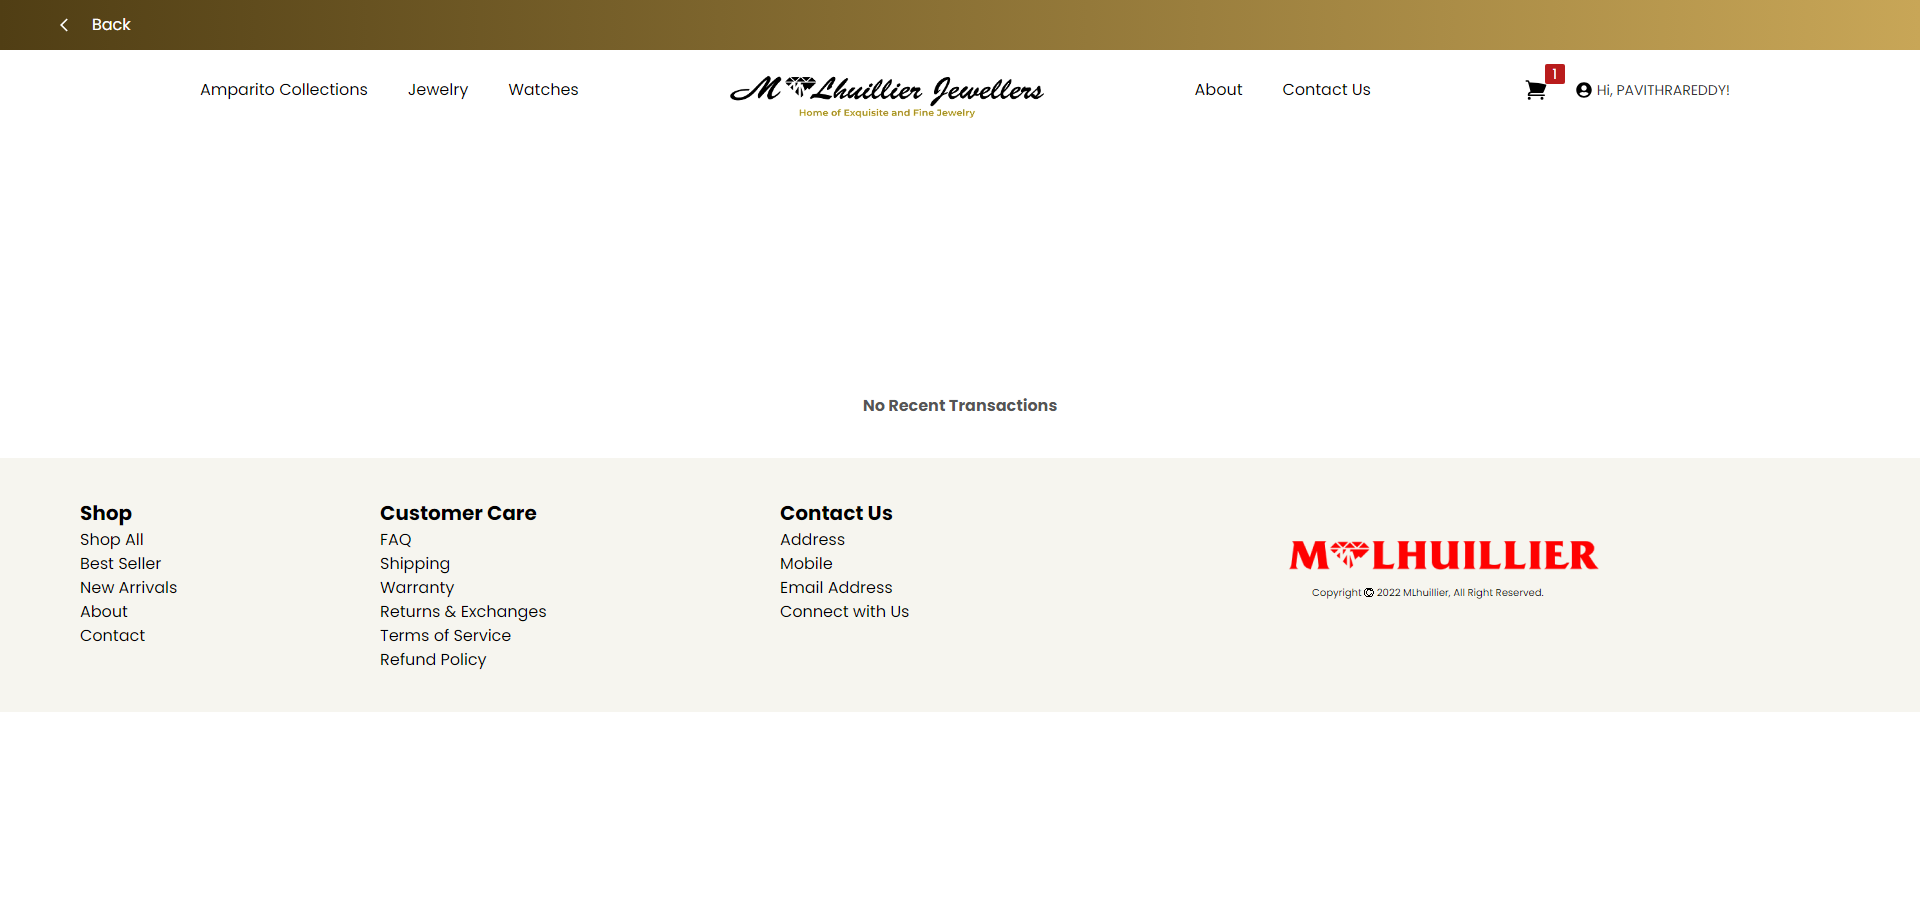 Back
Amparito Collections
Jewelry
Watches
M Lhuillier Jewellers
Home of Exquisite and Fine Jewelry
About
Contact Us
1
Hi, PAVITHRAREDDY!
No Recent Transactions
Shop
Shop All
Best Seller
New Arrivals
About
Contact
Customer Care
FAQ
Shipping
Warranty
Returns & Exchanges
Terms of Service
Refund Policy
Contact Us
Address
Mobile
Email Address
Connect with Us
M LHUILLIER
Copyright © 2022 MLhuillier, All Right Reserved.